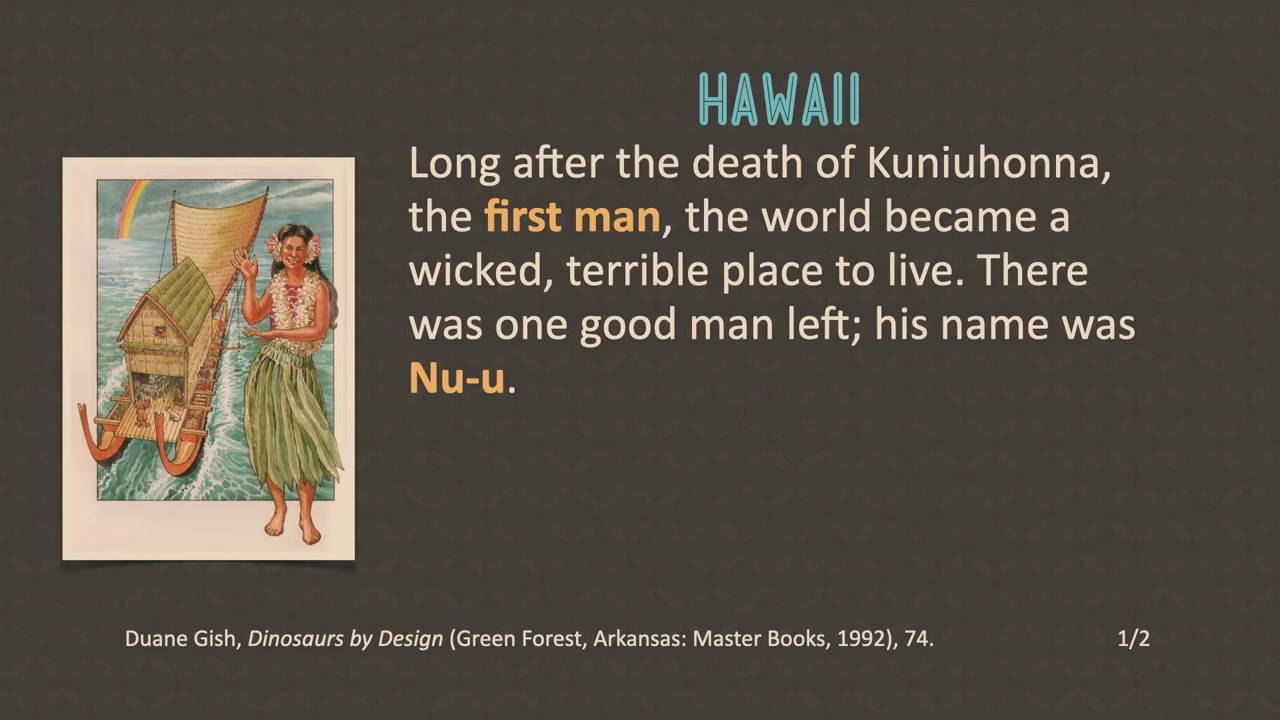 HAWAII
Long after the death of Kuniuhonna,
the first man, the world became a
wicked, terrible place to live. There
was one good man left; his name was
Nu-u.
Duane Gish, Dinosaurs by Design (Green Forest, Arkansas: Master Books, 1992), 74.
1/2